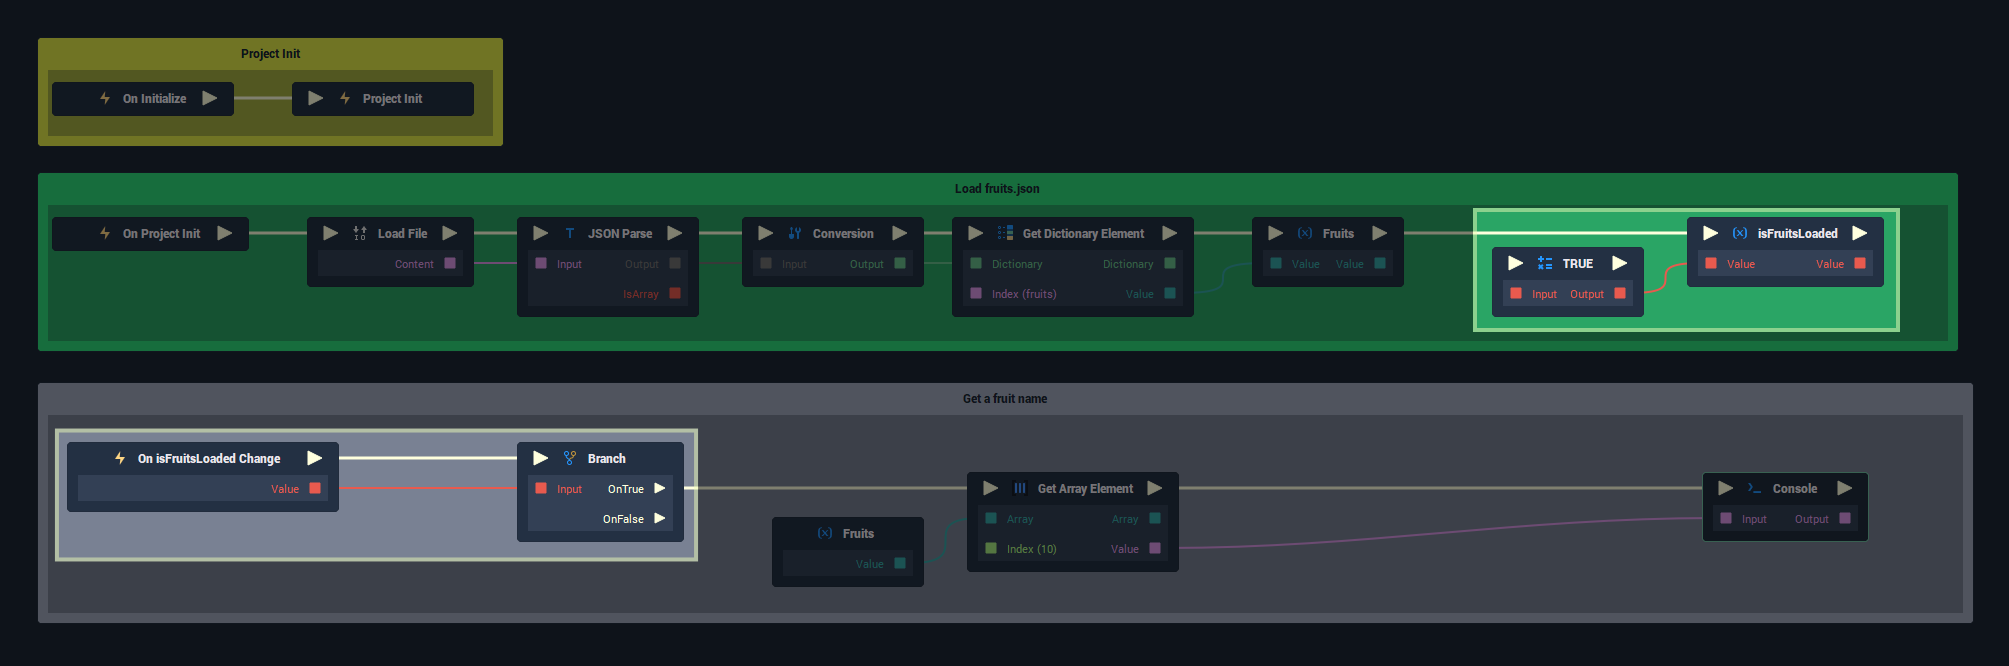 Project Init
On Initialize
Project Init
Load fruits.json
On Project Init
Load File
Content
JSON Parse
Input Output
IsArray
Conversion
Input Output
Get Dictionary Element
Dictionary Dictionary
Index (fruits) Value
Fruits
Value Value
TRUE
Input Output
isFruitsLoaded
Value Value
Get a fruit name
On isFruitsLoaded Change
Value
Branch
Input OnTrue
OnFalse
Fruits
Value
Get Array Element
Array Array
Index (10) Value
Console
Input Output